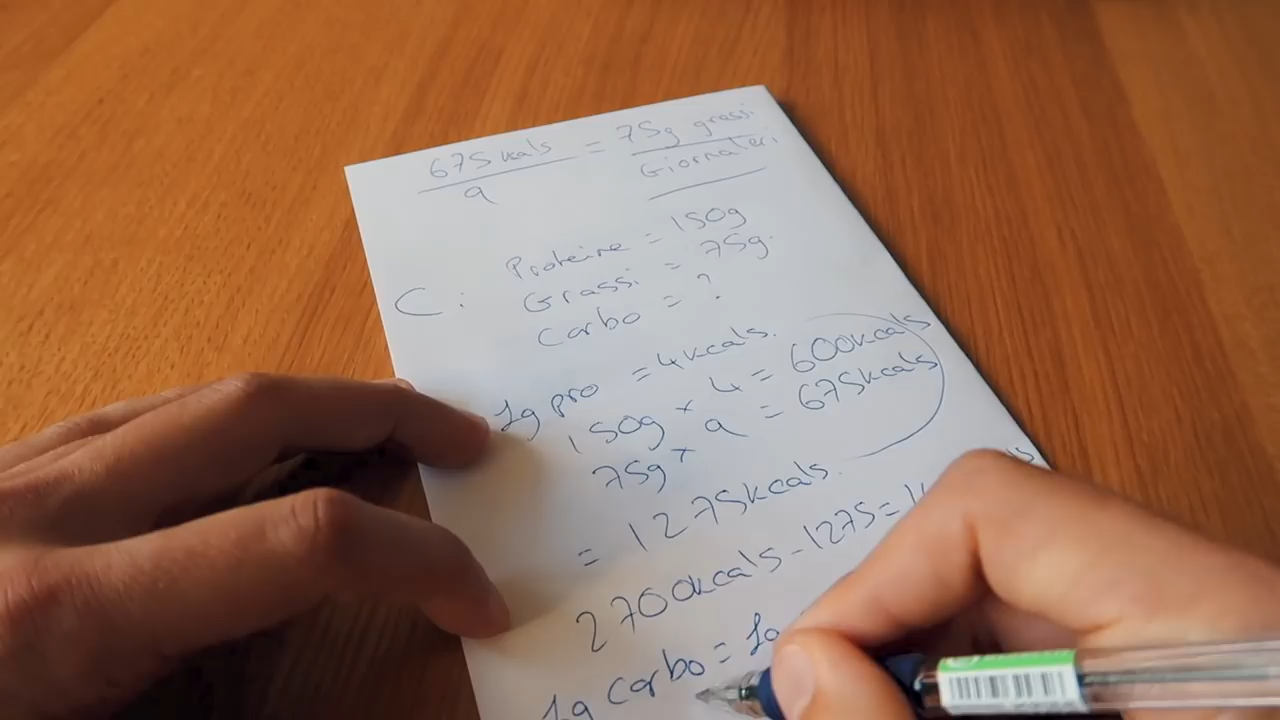 675 kcals = 75g grassi
9 Giornalieri
Proteine = 150g
C: Grassi = 75g.
Carbo = ?
1g pro = 4kcals.
150g x 4 = 600kcals
75g x 9 = 675kcals
= 1275kcals.
2700kcals - 1275 =
1g carbo =